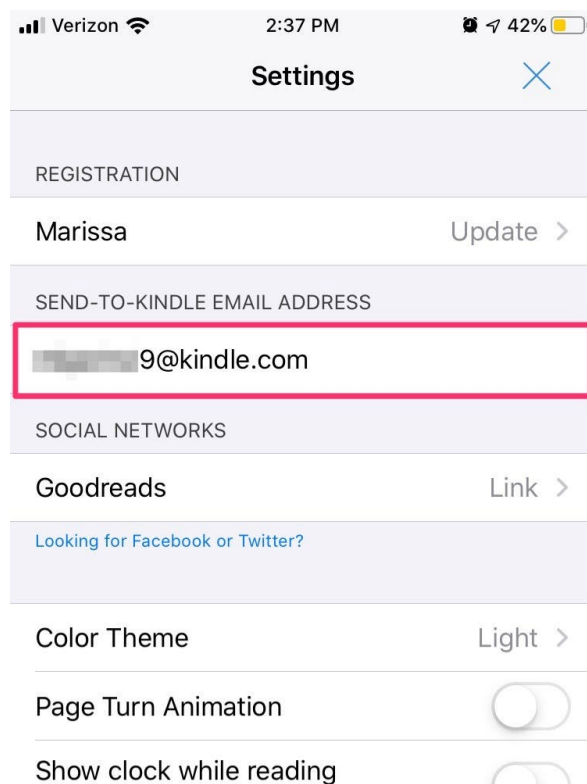 Verizon 2:37 PM 42%
Settings
REGISTRATION
Marissa Update
SEND-TO-KINDLE EMAIL ADDRESS
9@kindle.com
SOCIAL NETWORKS
Goodreads Link
Looking for Facebook or Twitter?
Color Theme Light
Page Turn Animation
Show clock while reading